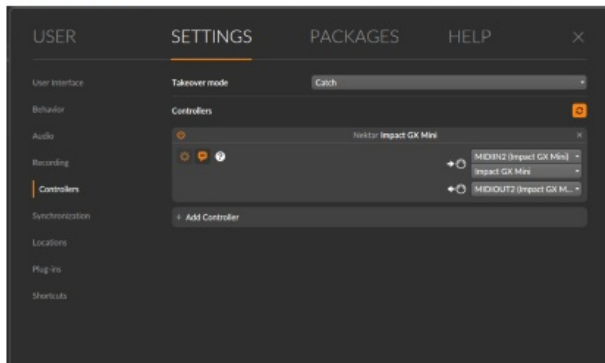 USER SETTINGS PACKAGES HELP ×
User Interface
Behavior
Audio
Recording
Controllers
Synchronization
Locations
Plug-ins
Shortcuts
Takeover mode Catch
Controllers
Nektar Impact GX Mini ×
?
MIDIIN2 (Impact GX Mini)
Impact GX Mini
MIDIOUT2 (Impact GX M...
+ Add Controller